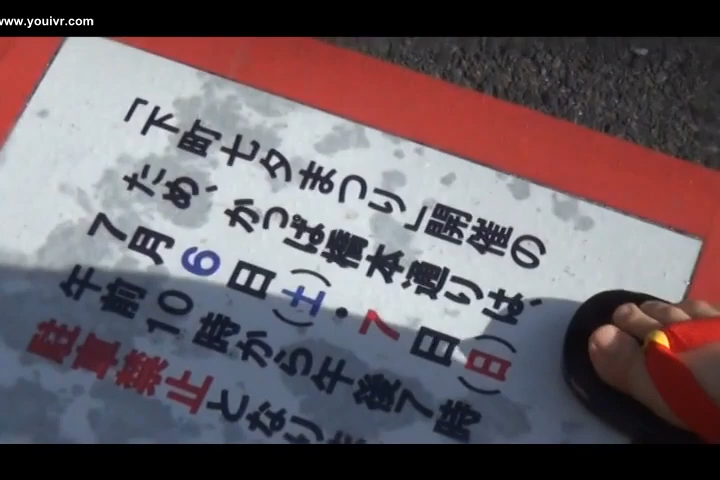 www.youivr.com
「下町七夕まつり」開催の
ため、かっぱ橋本通りは、
7月6日(土)・7日(日)
午前10時から午後7時
駐車禁止となりま